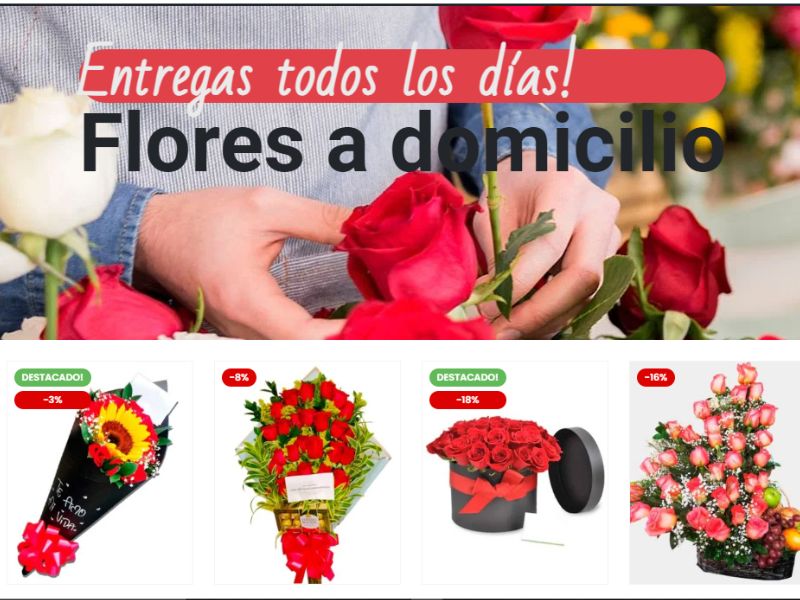 Entregas todos los días!
Flores a domicilio
DESTACADO!
-3%
-8%
DESTACADO!
-18%
-16%